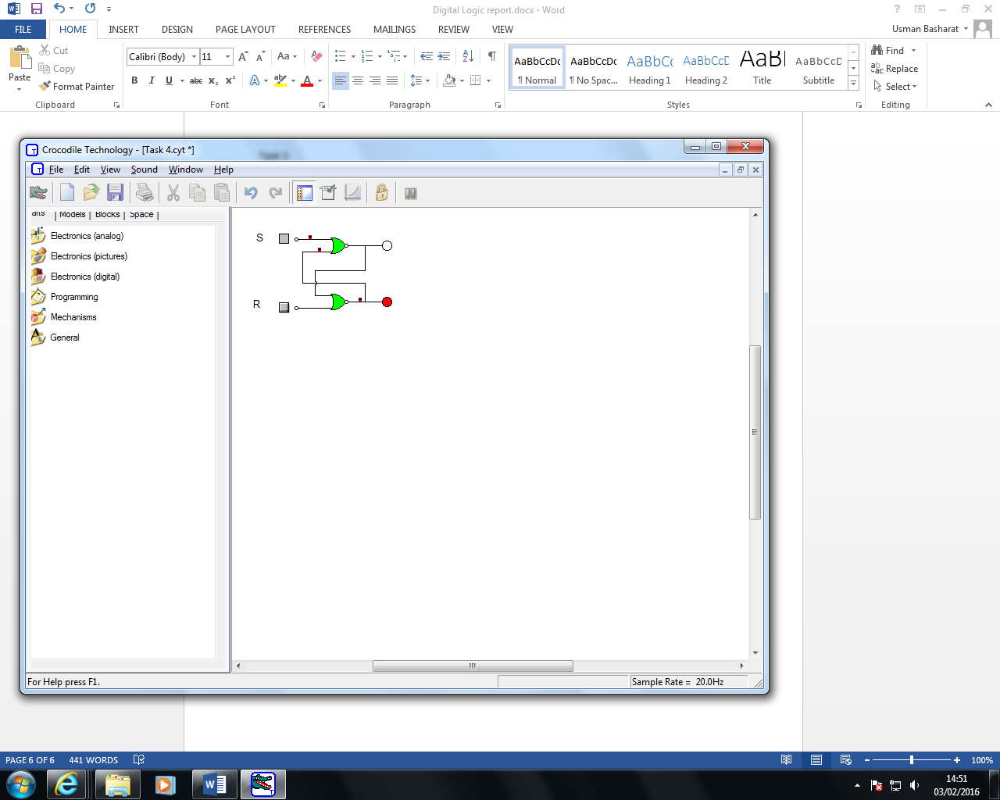 Digital Logic report.docx - Word
FILE HOME INSERT DESIGN PAGE LAYOUT REFERENCES MAILINGS REVIEW VIEW Usman Basharat
Paste
Cut
Copy
Format Painter
Clipboard
Calibri (Body) 11
Font
Paragraph
AaBbCcDc AaBbCcDc AaBbCc AaBbCcD AaB AaBbCcD
¶ Normal ¶ No Spac... Heading 1 Heading 2 Title Subtitle
Styles
Find
Replace
Select
Editing
Crocodile Technology - [Task 4.cyt *]
File Edit View Sound Window Help
arts Models Blocks Space
Electronics (analog)
Electronics (pictures)
Electronics (digital)
Programming
Mechanisms
General
S
R
For Help press F1.
Sample Rate = 20.0Hz
PAGE 6 OF 6 441 WORDS 100%
14:51
03/02/2016